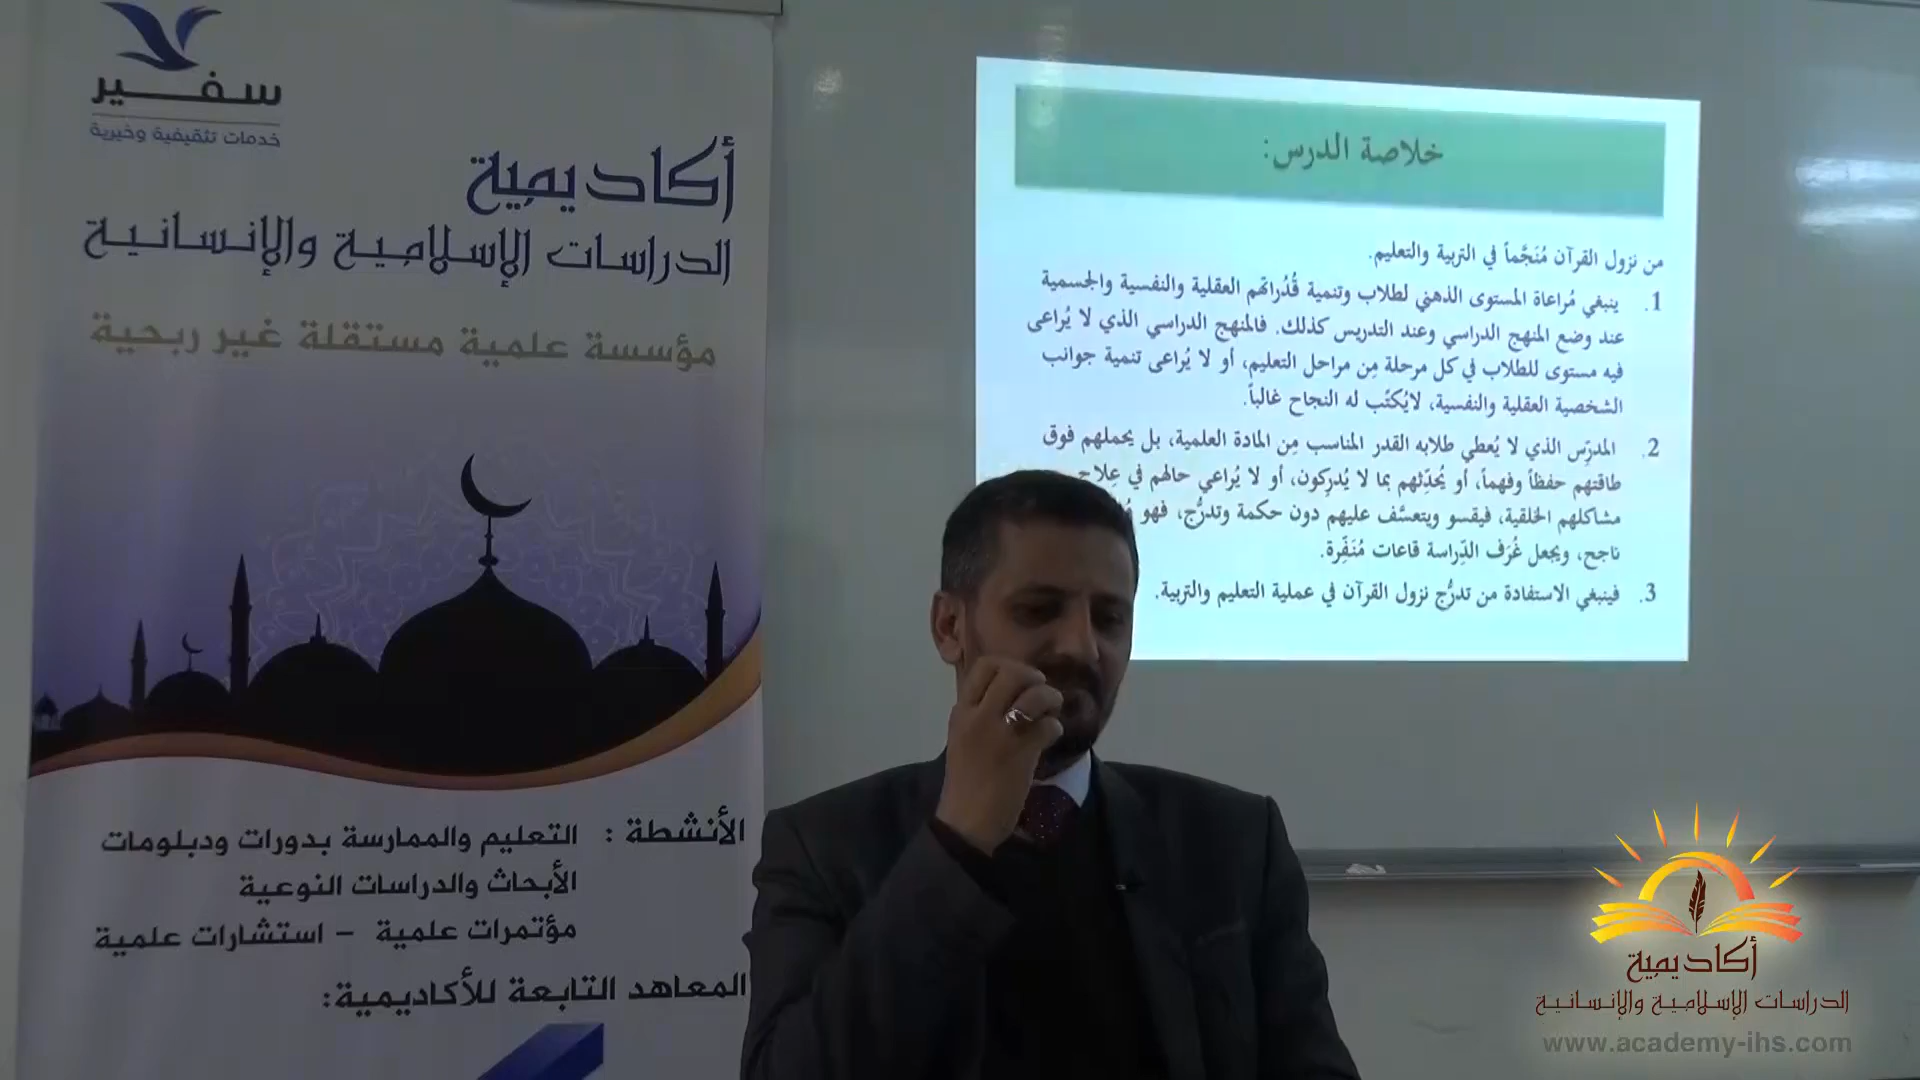 سفير
خدمات تثقيفية وخيرية
أكاديمية
الدراسات الإسلامية والإنسانية
مؤسسة علمية مستقلة غير ربحية
الأنشطة : التعليم والممارسة بدورات ودبلومات
الأبحاث والدراسات النوعية
مؤتمرات علمية – استشارات علمية
المعاهد التابعة للأكاديمية:
خلاصة الدرس:
من نزول القرآن مُنَجَّماً في التربية والتعليم.
1. ينبغي مُراعاة المستوى الذهني لطلاب وتنمية قُدُراتهم العقلية والنفسية والجسمية
عند وضع المنهج الدراسي وعند التدريس كذلك. فالمنهج الدراسي الذي لا يُراعى
فيه مستوى للطلاب في كل مرحلة مِن مراحل التعليم، أو لا يُراعى تنمية جوانب
الشخصية العقلية والنفسية، لايُكتَب له النجاح غالباً.
2. المدرِّس الذي لا يُعطي طلابه القدر المناسب مِن المادة العلمية، بل يحملهم فوق
طاقتهم حفظاً وفهماً، أو يُحَدِّثهم بما لا يُدرِكون، أو لا يُراعي حالهم في عِلاج
مشاكلهم الخلقية، فيقسو ويتعسَّف عليهم دون حكمة وتدرُّج، فهو
ناجح، ويجعل غُرَف الدِّراسة قاعات مُنَفِّرة.
3. فينبغي الاستفادة من تدرُّج نزول القرآن في عملية التعليم والتربية.
أكاديمية
الدراسات الإسلامية والإنسانية
www.academy-ihs.com